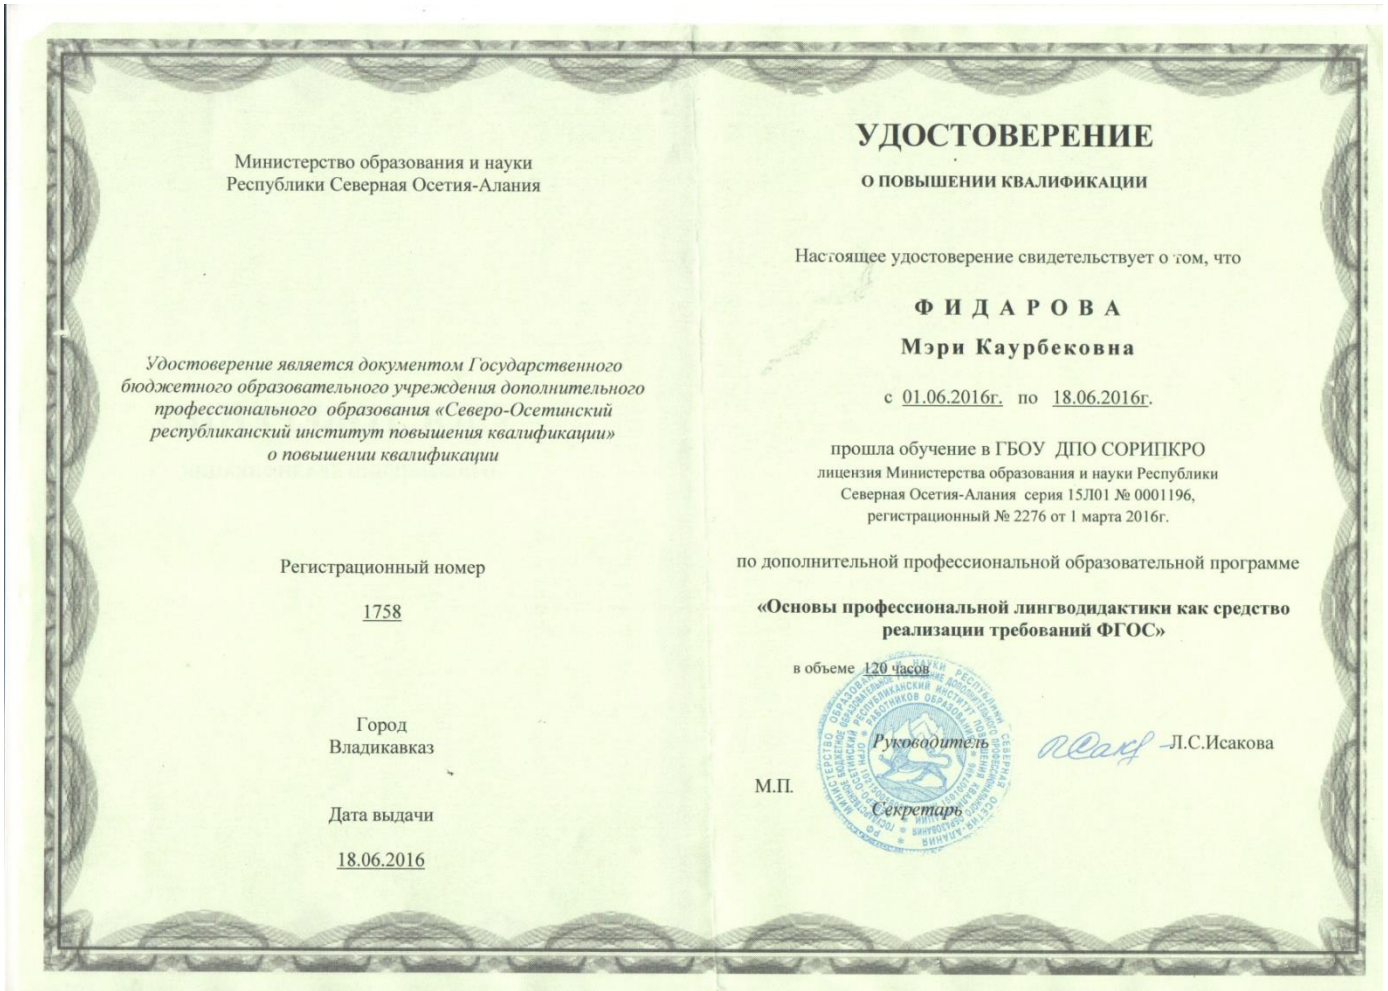 Министерство образования и науки
Республики Северная Осетия-Алания
Удостоверение является документом Государственного
бюджетного образовательного учреждения дополнительного
профессионального образования «Северо-Осетинский
республиканский институт повышения квалификации»
о повышении квалификации
Регистрационный номер
1758
Город
Владикавказ
Дата выдачи
18.06.2016
УДОСТОВЕРЕНИЕ
О ПОВЫШЕНИИ КВАЛИФИКАЦИИ
Настоящее удостоверение свидетельствует о том, что
ФИДАРОВА
Мэри Каурбековна
с 01.06.2016г. по 18.06.2016г.
прошла обучение в ГБОУ ДПО СОРИПКРО
лицензия Министерства образования и науки Республики
Северная Осетия-Алания серия 15Л01 № 0001196,
регистрационный № 2276 от 1 марта 2016г.
по дополнительной профессиональной образовательной программе
«Основы профессиональной лингводидактики как средство
реализации требований ФГОС»
в объеме 120 часов
Руководитель Л.С.Исакова
М.П.
Секретарь